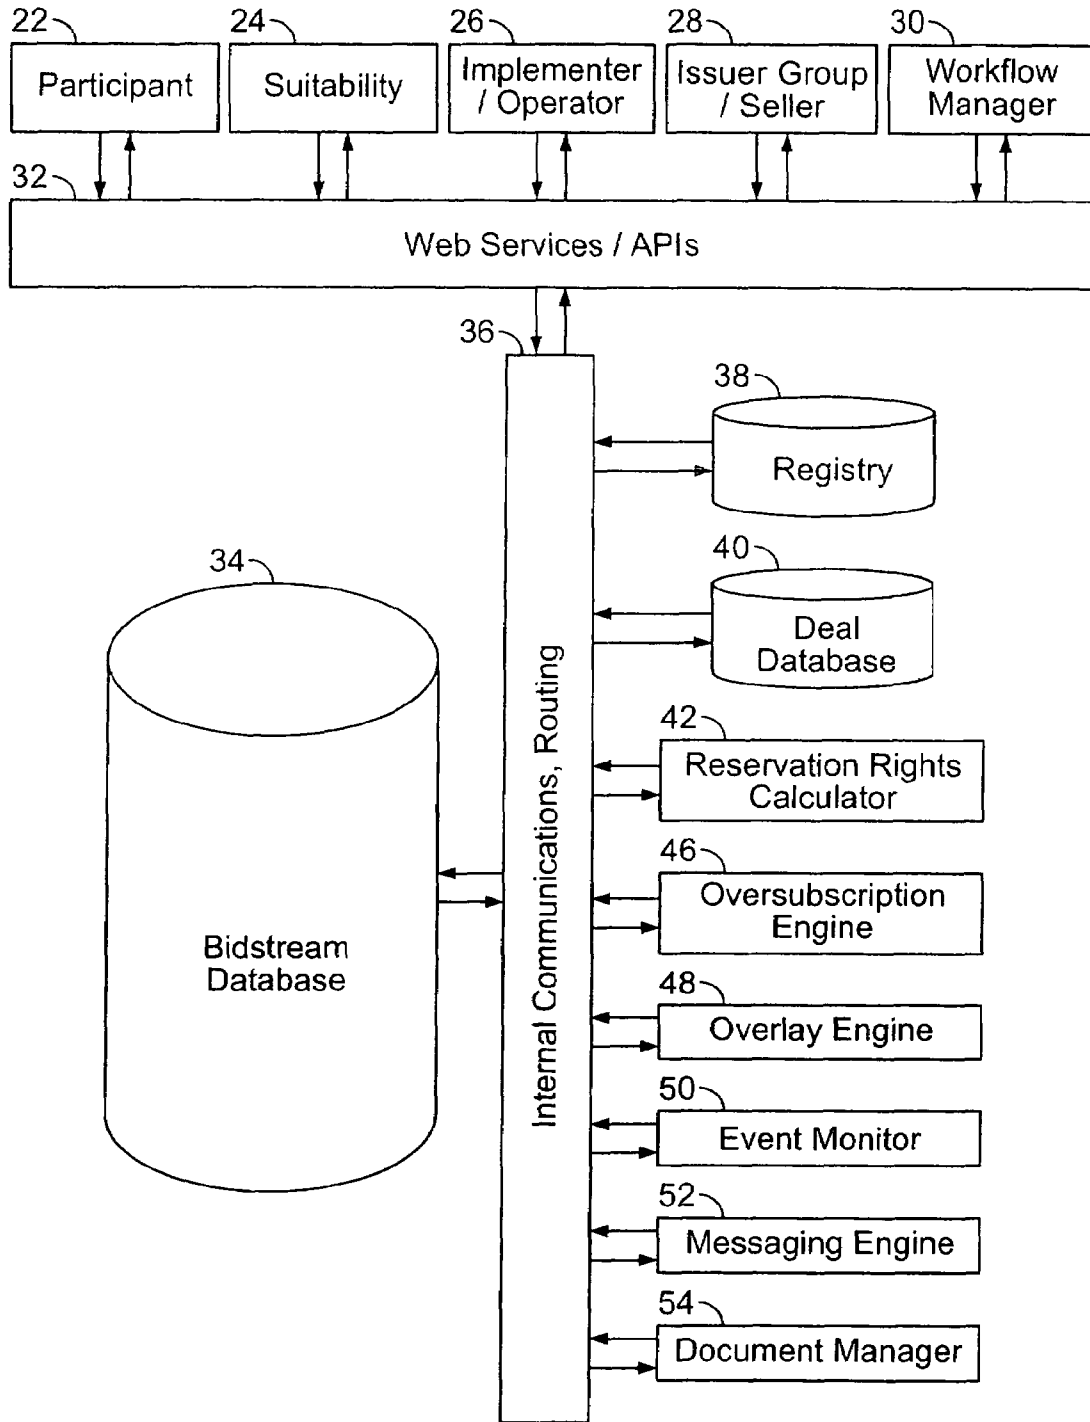 22
24
26
28
30
Participant
Suitability
Implementer
/ Operator
Issuer Group
/ Seller
Workflow
Manager
32
Web Services / APIs
36
38
Registry
34
40
Deal
Database
Internal Communications, Routing
42
Reservation Rights
Calculator
46
Oversubscription
Engine
Bidstream
Database
48
Overlay Engine
50
Event Monitor
52
Messaging Engine
54
Document Manager